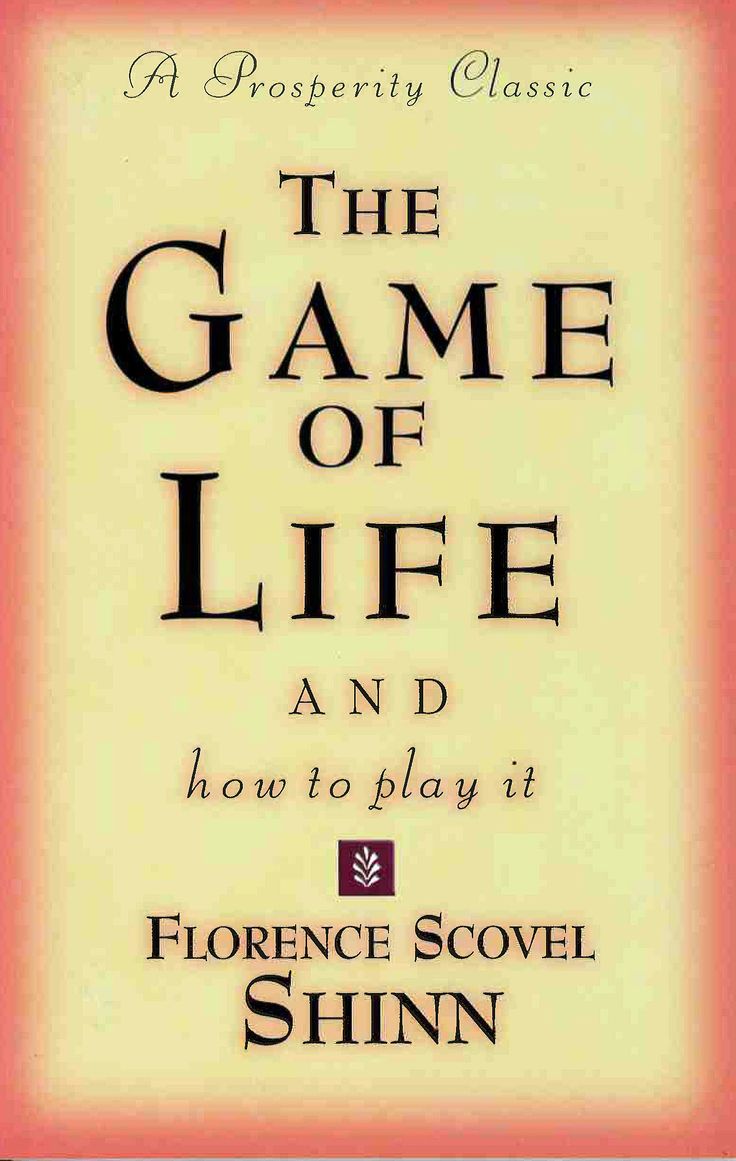 A Prosperity Classic
THE
GAME
OF
LIFE
AND
how to play it
FLORENCE SCOVEL
SHINN